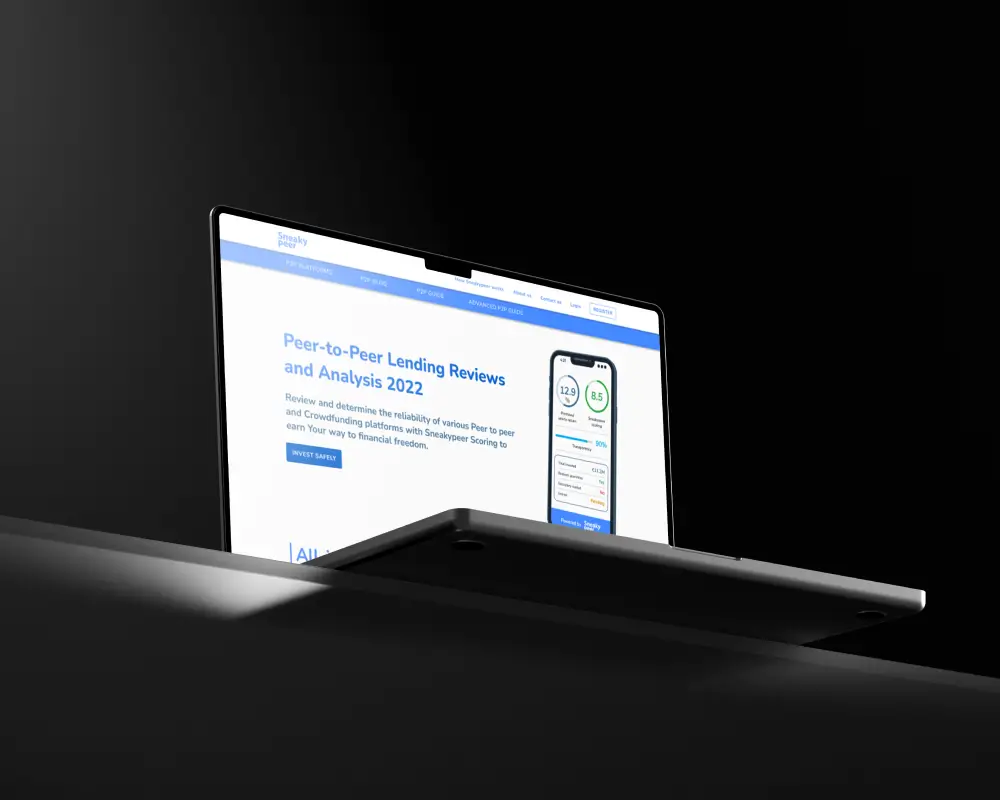 Sneaky
peer
How Sneakypeer works
About us
Contact us
Login
REGISTER
P2P PLATFORMS
P2P BLOG
P2P GUIDE
ADVANCED P2P GUIDE
Peer-to-Peer Lending Reviews
and Analysis 2022
Review and determine the reliability of various Peer to peer
and Crowdfunding platforms with Sneakypeer Scoring to
earn Your way to financial freedom.
INVEST SAFELY
12.9
%
8.5
Sneakypeer
scoring
50%
Transparency
Powered by Sneaky
peer
All